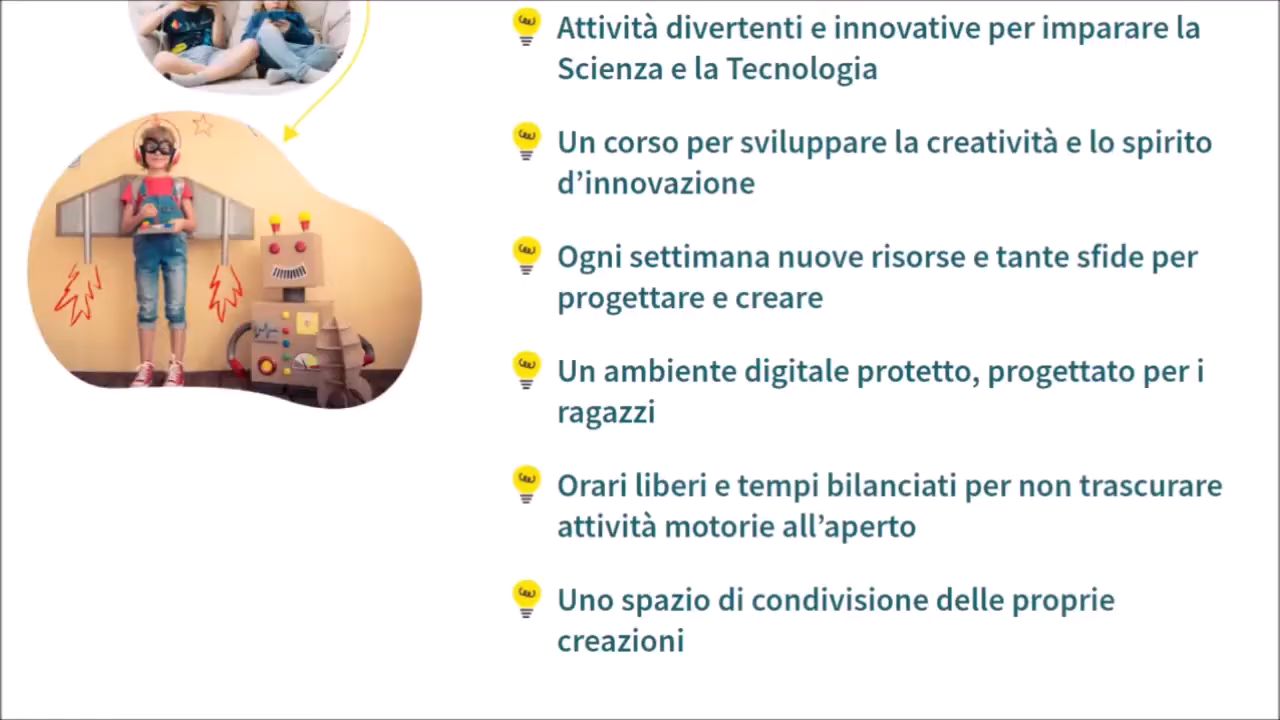 Attività divertenti e innovative per imparare la
Scienza e la Tecnologia
Un corso per sviluppare la creatività e lo spirito
d’innovazione
Ogni settimana nuove risorse e tante sfide per
progettare e creare
Un ambiente digitale protetto, progettato per i
ragazzi
Orari liberi e tempi bilanciati per non trascurare
attività motorie all’aperto
Uno spazio di condivisione delle proprie
creazioni